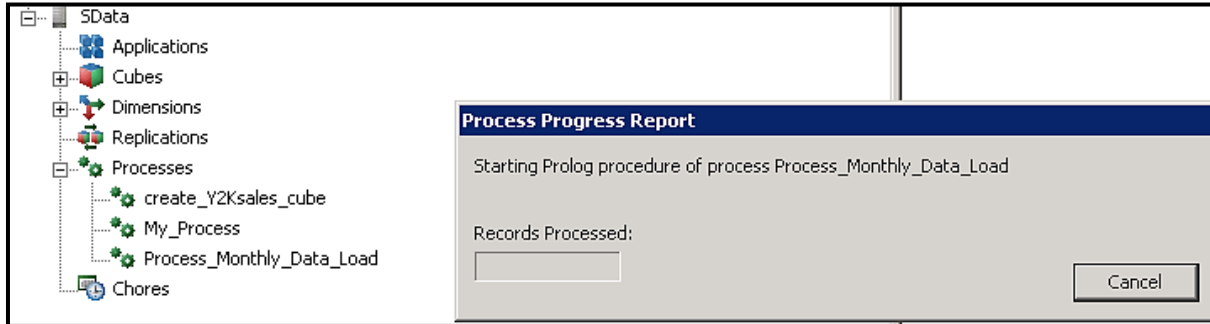 SData
Applications
Cubes
Dimensions
Replications
Processes
create_Y2Ksales_cube
My_Process
Process_Monthly_Data_Load
Chores
Process Progress Report
Starting Prolog procedure of process Process_Monthly_Data_Load
Records Processed:
Cancel